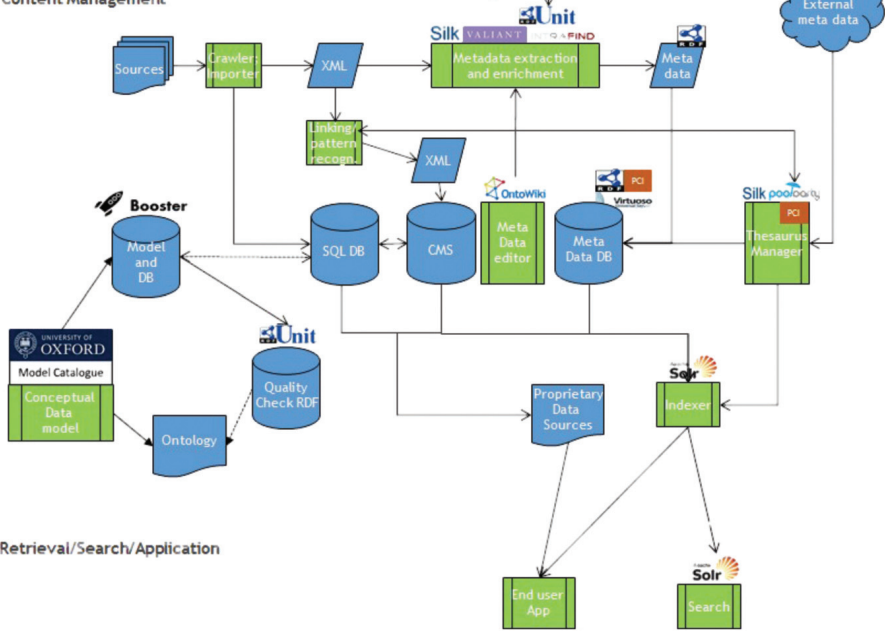 Content Management
External
meta data
RDF Unit
Silk VALIANT INTRAFIND
RDF
Sources
Crawler;
Importer
XML
Metadata extraction
and enrichment
Meta
data
Linking/
pattern
recogn.
XML
OntoWiki
RDF PCI
Virtuoso
Silk poolparty
PCI
Booster
Model
and
DB
SQL DB
CMS
Meta
Data
editor
Meta
Data DB
Thesaurus
Manager
UNIVERSITY OF
OXFORD
Model Catalogue
Conceptual
Data
model
RDF Unit
Quality
Check RDF
Ontology
Proprietary
Data
Sources
Solr
Indexer
Retrieval/Search/Application
End user
App
Solr
Search